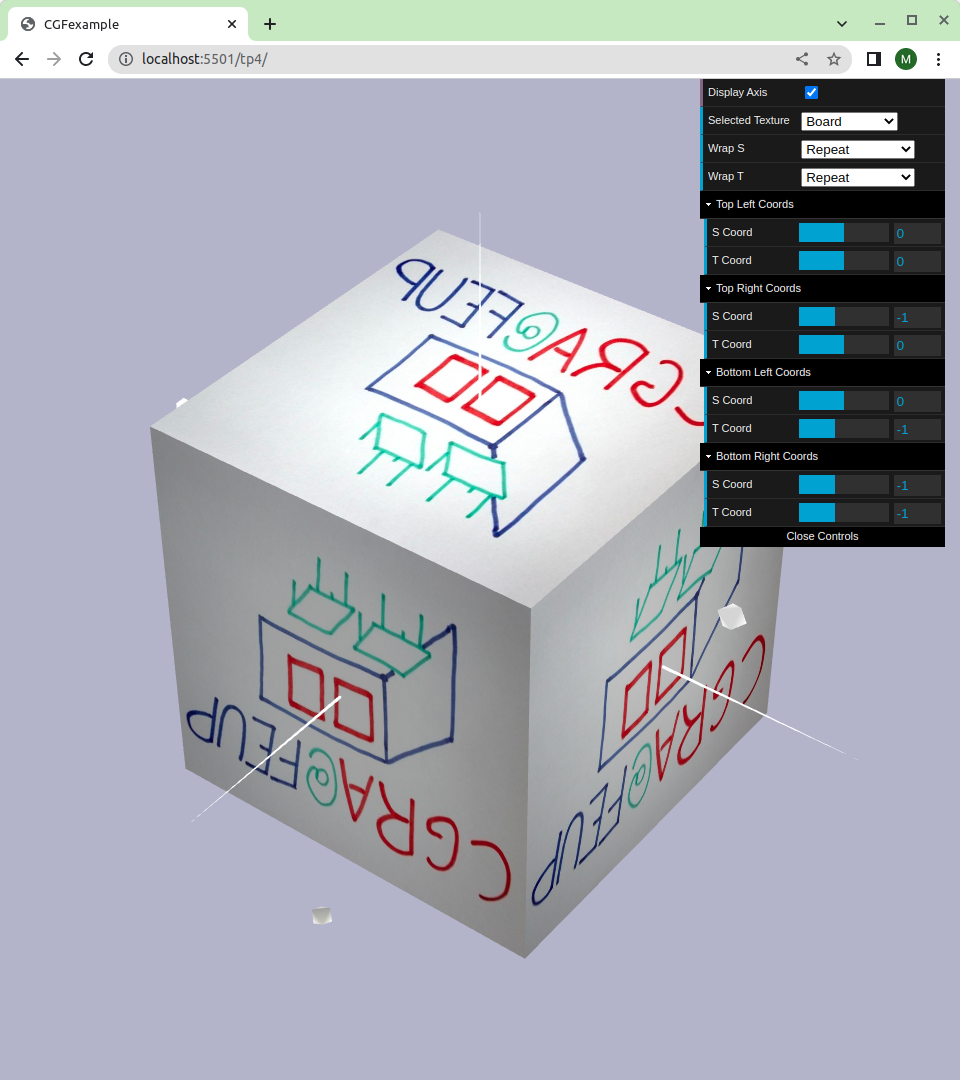 CGFexample
localhost:5501/tp4/
M
Display Axis
Selected Texture Board
Wrap S Repeat
Wrap T Repeat
Top Left Coords
S Coord 0
T Coord 0
Top Right Coords
S Coord -1
T Coord 0
Bottom Left Coords
S Coord 0
T Coord -1
Bottom Right Coords
S Coord -1
T Coord -1
Close Controls
CGRA@FEUP
CGRA@FEUP
CGRA@FEUP